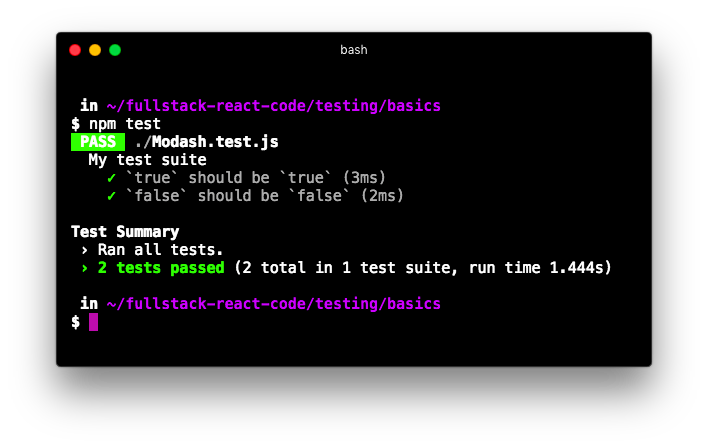 bash
in ~/fullstack-react-code/testing/basics
$ npm test
PASS ./Modash.test.js
My test suite
✓ `true` should be `true` (3ms)
✓ `false` should be `false` (2ms)
Test Summary
› Ran all tests.
› 2 tests passed (2 total in 1 test suite, run time 1.444s)
in ~/fullstack-react-code/testing/basics
$